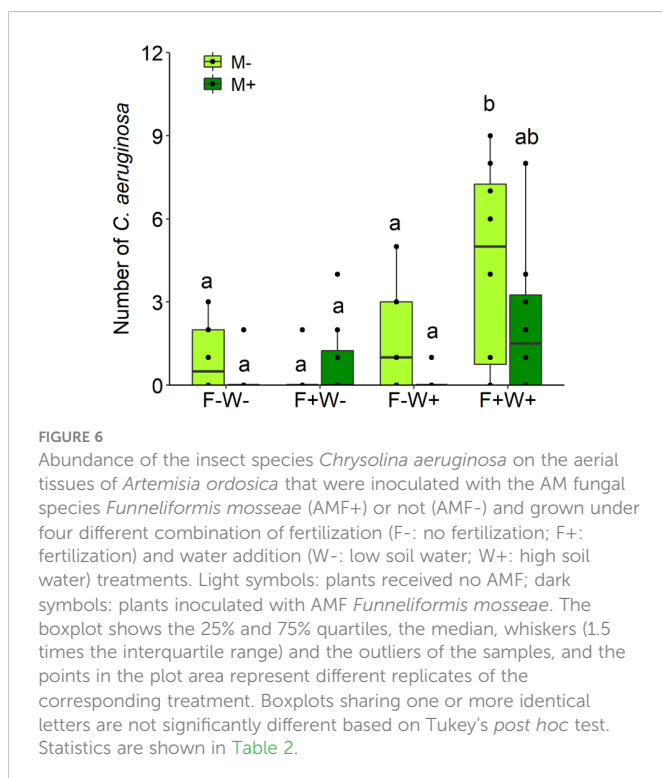 12
9
6
3
0
Number of C. aeruginosa
M-
M+
a
a
a
a
a
a
b
ab
F-W-
F+W-
F-W+
F+W+
FIGURE 6
Abundance of the insect species Chrysolina aeruginosa on the aerial
tissues of Artemisia ordosica that were inoculated with the AM fungal
species Funneliformis mosseae (AMF+) or not (AMF-) and grown under
four different combination of fertilization (F-: no fertilization; F+:
fertilization) and water addition (W-: low soil water; W+: high soil
water) treatments. Light symbols: plants received no AMF; dark
symbols: plants inoculated with AMF Funneliformis mosseae. The
boxplot shows the 25% and 75% quartiles, the median, whiskers (1.5
times the interquartile range) and the outliers of the samples, and the
points in the plot area represent different replicates of the
corresponding treatment. Boxplots sharing one or more identical
letters are not significantly different based on Tukey's post hoc test.
Statistics are shown in Table 2.